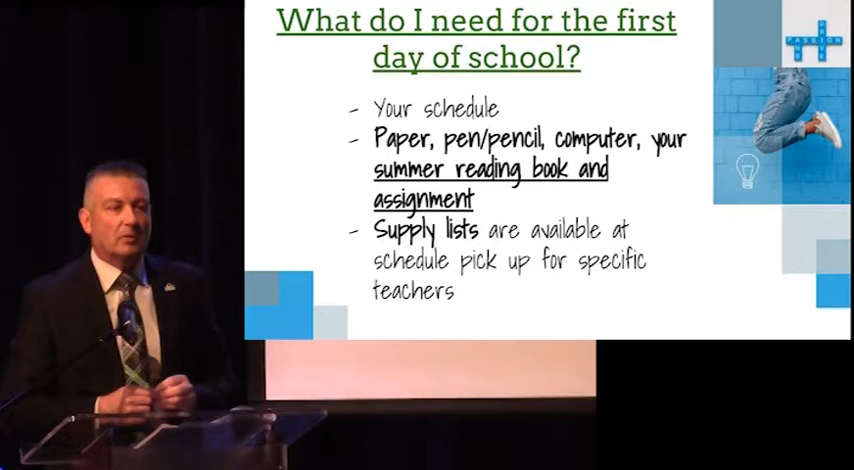 What do I need for the first
day of school?
- Your schedule
- Paper, pen/pencil, computer, your
summer reading book and
assignment
- Supply lists are available at
schedule pick up for specific
teachers
PASSION
DRIVE